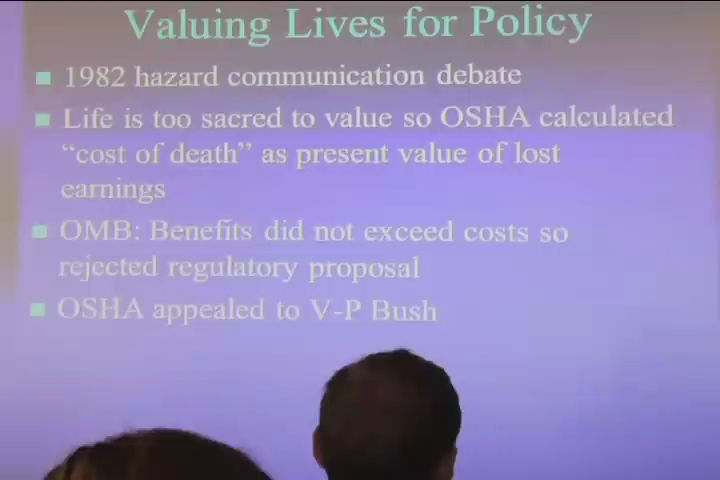 Valuing Lives for Policy
1982 hazard communication debate
Life is too sacred to value so OSHA calculated
“cost of death” as present value of lost
earnings
OMB: Benefits did not exceed costs so
rejected regulatory proposal
OSHA appealed to V-P Bush